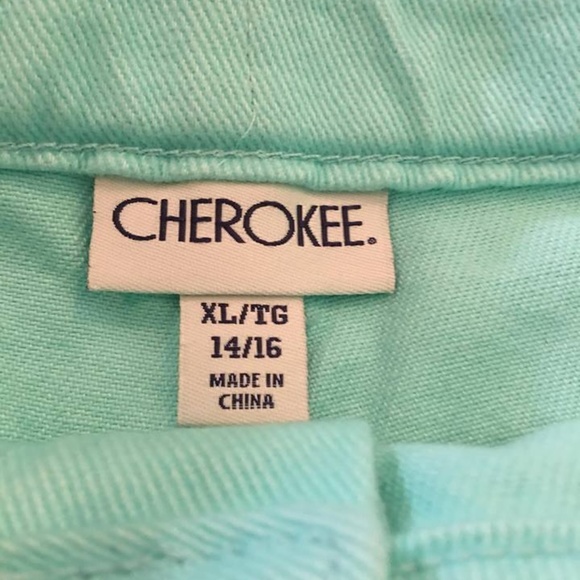 CHEROKEE.
XL/TG
14/16
MADE IN
CHINA